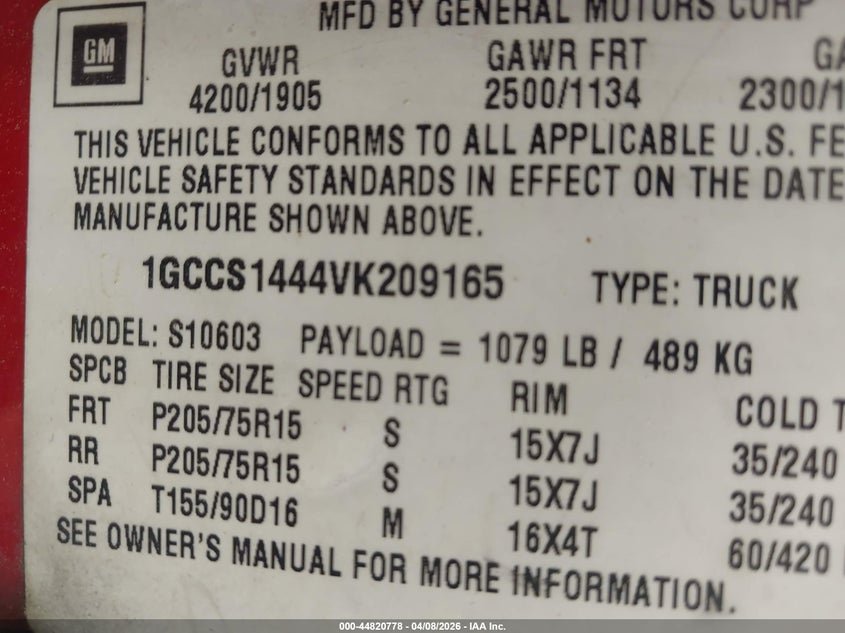 MFD BY GENERAL MOTORS CORP
GM
GVWR GAWR FRT GA
4200/1905 2500/1134 2300/1
THIS VEHICLE CONFORMS TO ALL APPLICABLE U.S. FE
VEHICLE SAFETY STANDARDS IN EFFECT ON THE DATE
MANUFACTURE SHOWN ABOVE.
1GCCS1444VK209165 TYPE: TRUCK
MODEL: S10603 PAYLOAD = 1079 LB / 489 KG
SPCB TIRE SIZE SPEED RTG RIM COLD T
FRT P205/75R15 S 15X7J 35/240
RR P205/75R15 S 15X7J 35/240
SPA T155/90D16 M 16X4T 60/420
SEE OWNER'S MANUAL FOR MORE INFORMATION.
000-44820778 - 04/08/2026 - IAA Inc.